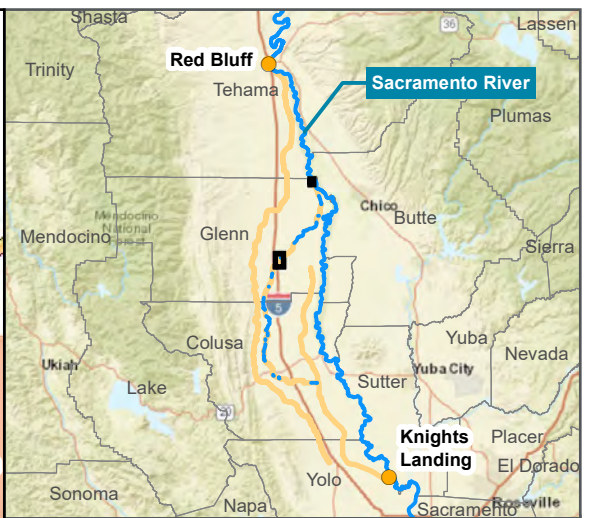 Shasta
Lassen
36
Red Bluff
Trinity
Tehama
Sacramento River
Plumas
Chico
Butte
Mendocino
National
Forest
Mendocino
Glenn
Sierra
5
Colusa
Yuba
Nevada
Ukiah
Yuba City
Lake
Sutter
20
Placer
Knights
Landing
El Dorado
Yolo
Sonoma
Napa
Sacramento
Roseville